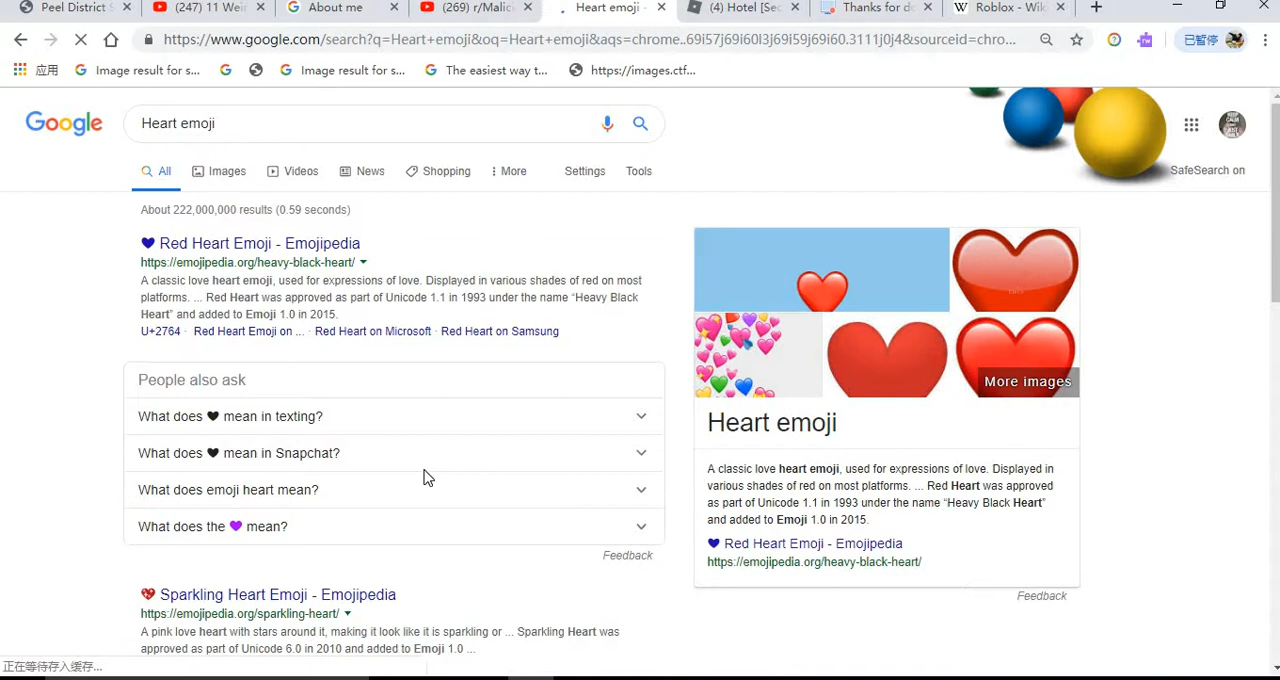 Peel District S
(247) 11 Wei
About me
(269) r/Malic
Heart emoji -
(4) Hotel [Sec
Thanks for do
Roblox - Wik
https://www.google.com/search?q=Heart+emoji&oq=Heart+emoji&aqs=chrome..69i57j69i60l3j69i59j69i60.3111j0j4&sourceid=chro...
已暂停
应用
Image result for s...
Image result for s...
The easiest way t...
https://images.ctf...
Google
Heart emoji
All
Images
Videos
News
Shopping
More
Settings
Tools
SafeSearch on
About 222,000,000 results (0.59 seconds)
Red Heart Emoji - Emojipedia
https://emojipedia.org/heavy-black-heart/
A classic love heart emoji, used for expressions of love. Displayed in various shades of red on most
platforms. ... Red Heart was approved as part of Unicode 1.1 in 1993 under the name “Heavy Black
Heart” and added to Emoji 1.0 in 2015.
U+2764 Red Heart Emoji on ... Red Heart on Microsoft Red Heart on Samsung
People also ask
What does ♥ mean in texting?
What does ♥ mean in Snapchat?
What does emoji heart mean?
What does the 💜 mean?
Feedback
Sparkling Heart Emoji - Emojipedia
https://emojipedia.org/sparkling-heart/
A pink love heart with stars around it, making it look like it is sparkling or ... Sparkling Heart was
approved as part of Unicode 6.0 in 2010 and added to Emoji 1.0 ...
More images
Heart emoji
A classic love heart emoji, used for expressions of love. Displayed in
various shades of red on most platforms. ... Red Heart was approved
as part of Unicode 1.1 in 1993 under the name “Heavy Black Heart”
and added to Emoji 1.0 in 2015.
Red Heart Emoji - Emojipedia
https://emojipedia.org/heavy-black-heart/
Feedback
正在等待存入缓存...